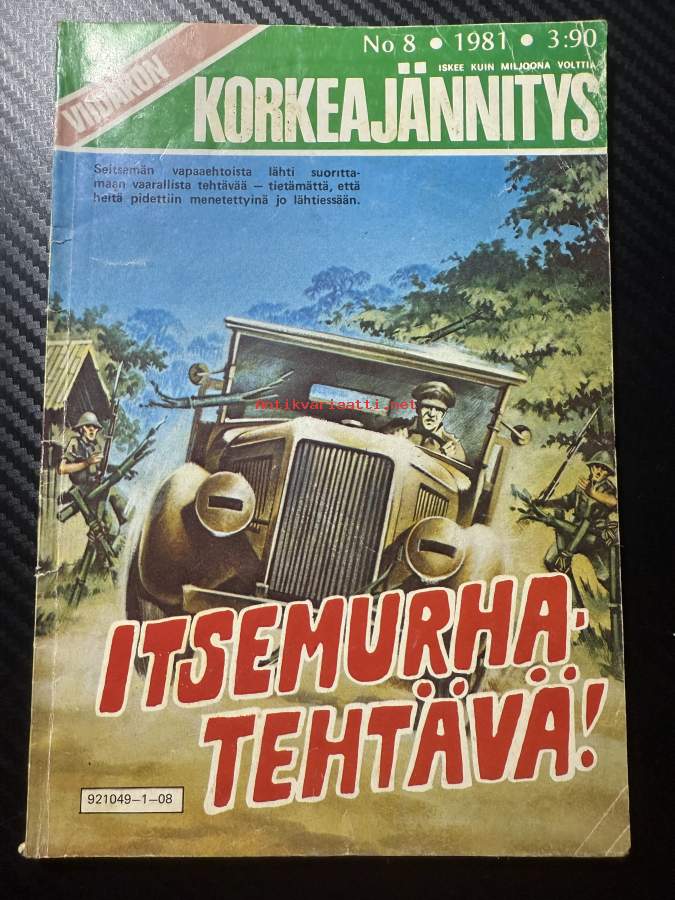 No 8 • 1981 • 3:90
VIIDAKON
ISKEE KUIN MILJOONA VOLTTIA
KORKEAJÄNNITYS
Seitsemän vapaaehtoista lähti suoritta-
maan vaarallista tehtävää — tietämättä, että
heitä pidettiin menetettyinä jo lähtiessään.
Antikvariaatti.net
ITSEMURHA-
TEHTÄVÄ!
921049-1-08